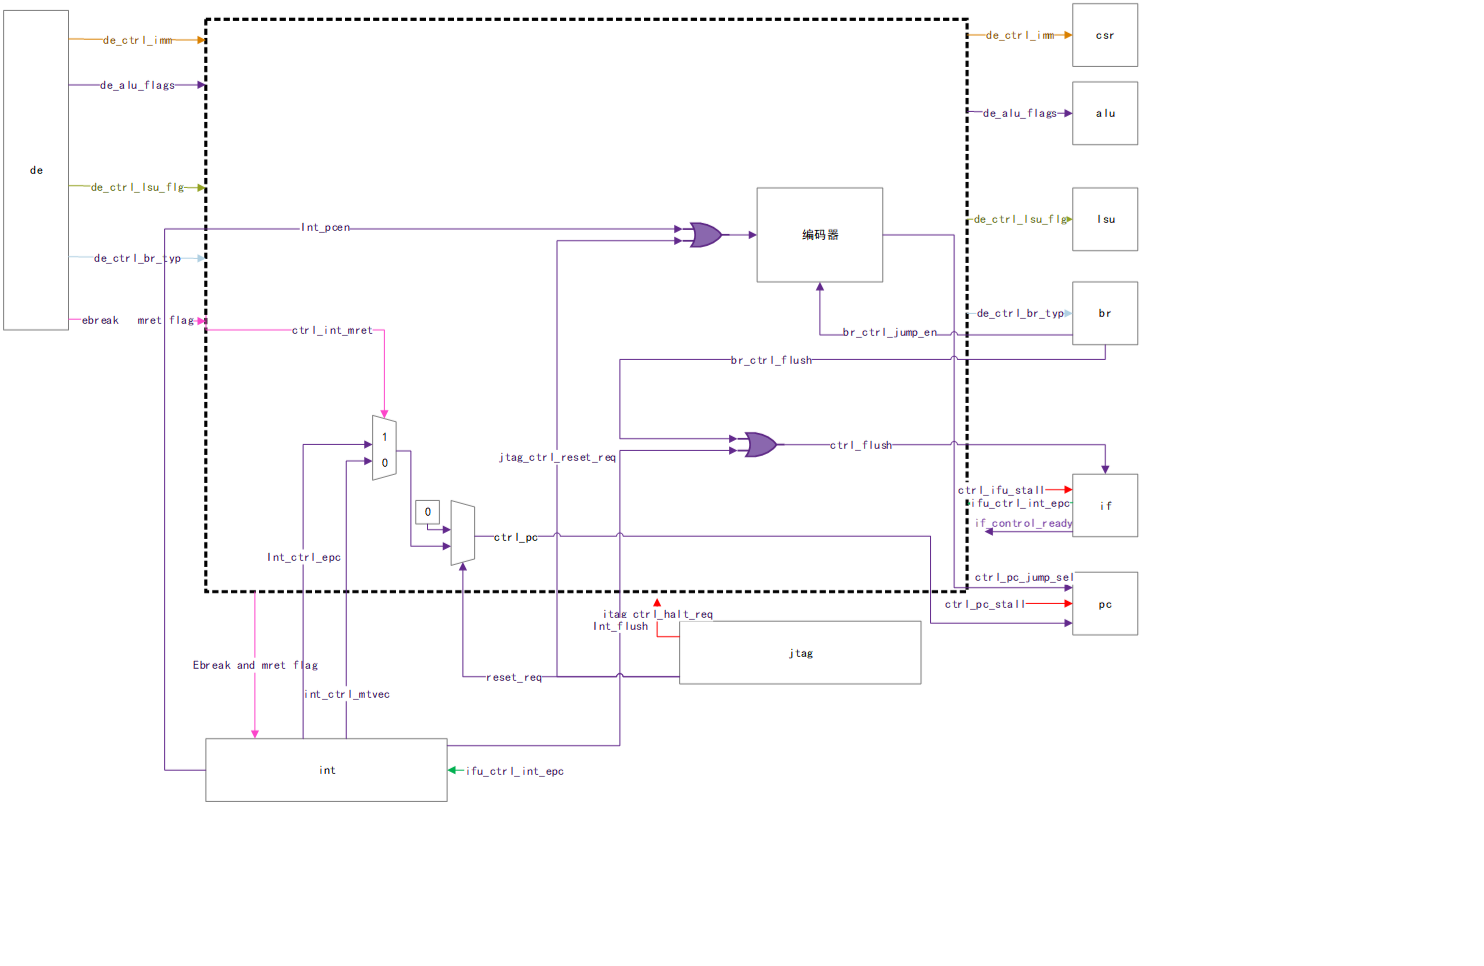 de_ctrl_imm
de_ctrl_imm
csr
de_alu_flags
de_alu_flags
alu
de
de_ctrl_lsu_flg
de_ctrl_lsu_flg
lsu
Int_pcen
编码器
de_ctrl_br_typ
de_ctrl_br_typ
br
ebreak mret flag
ctrl_int_mret
br_ctrl_jump_en
br_ctrl_flush
1
0
ctrl_flush
jtag_ctrl_reset_req
ctrl_ifu_stall
ifu_ctrl_int_epc
if
if_control_ready
0
ctrl_pc
Int_ctrl_epc
ctrl_pc_jump_sel
ctrl_pc_stall
pc
jtag_ctrl_halt_req
Int_flush
jtag
Ebreak and mret flag
reset_req
int_ctrl_mtvec
int
ifu_ctrl_int_epc